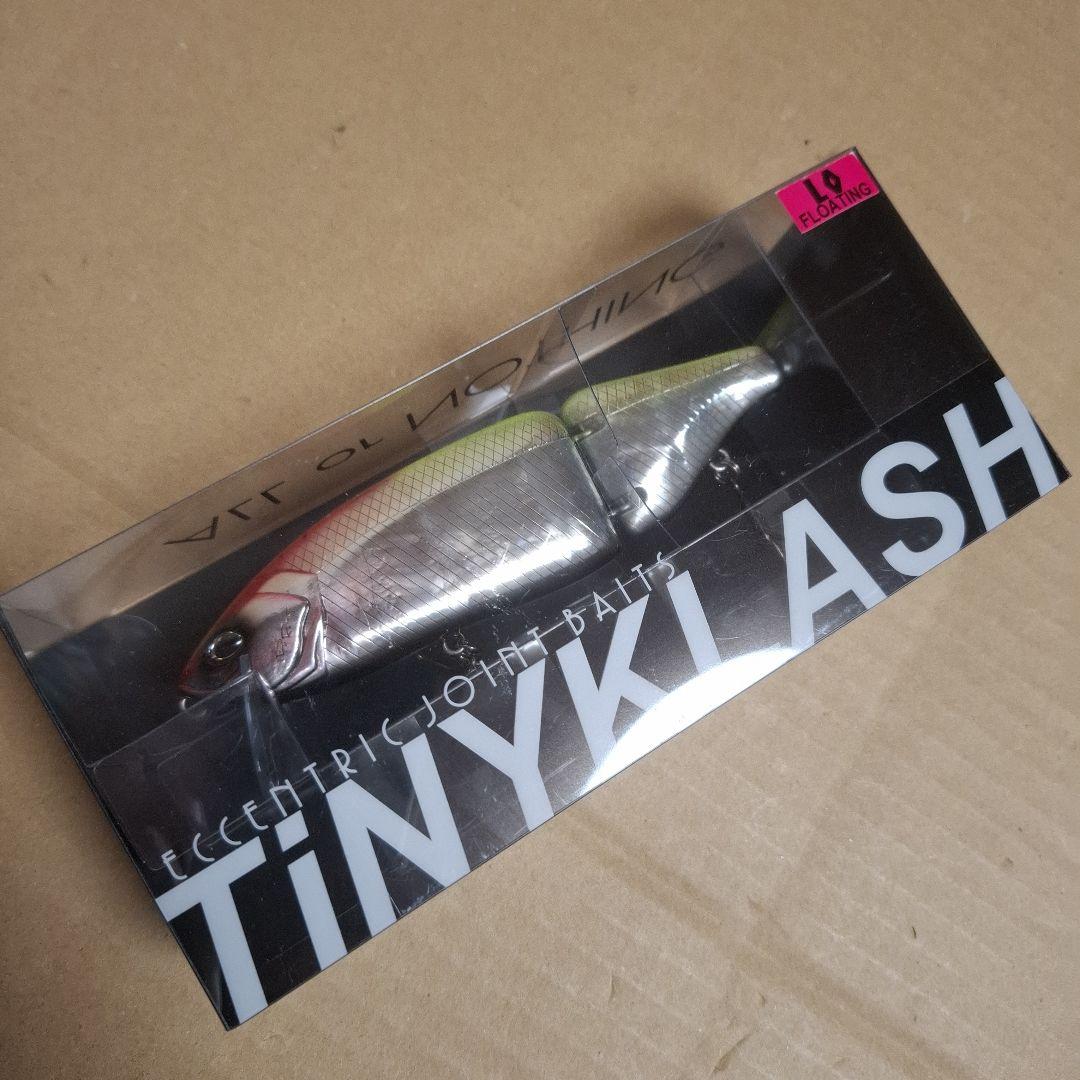 LO
FLOATING
ALL or NOTHING
ECCENTRIC JOINT BAITS
TiNYKLASH